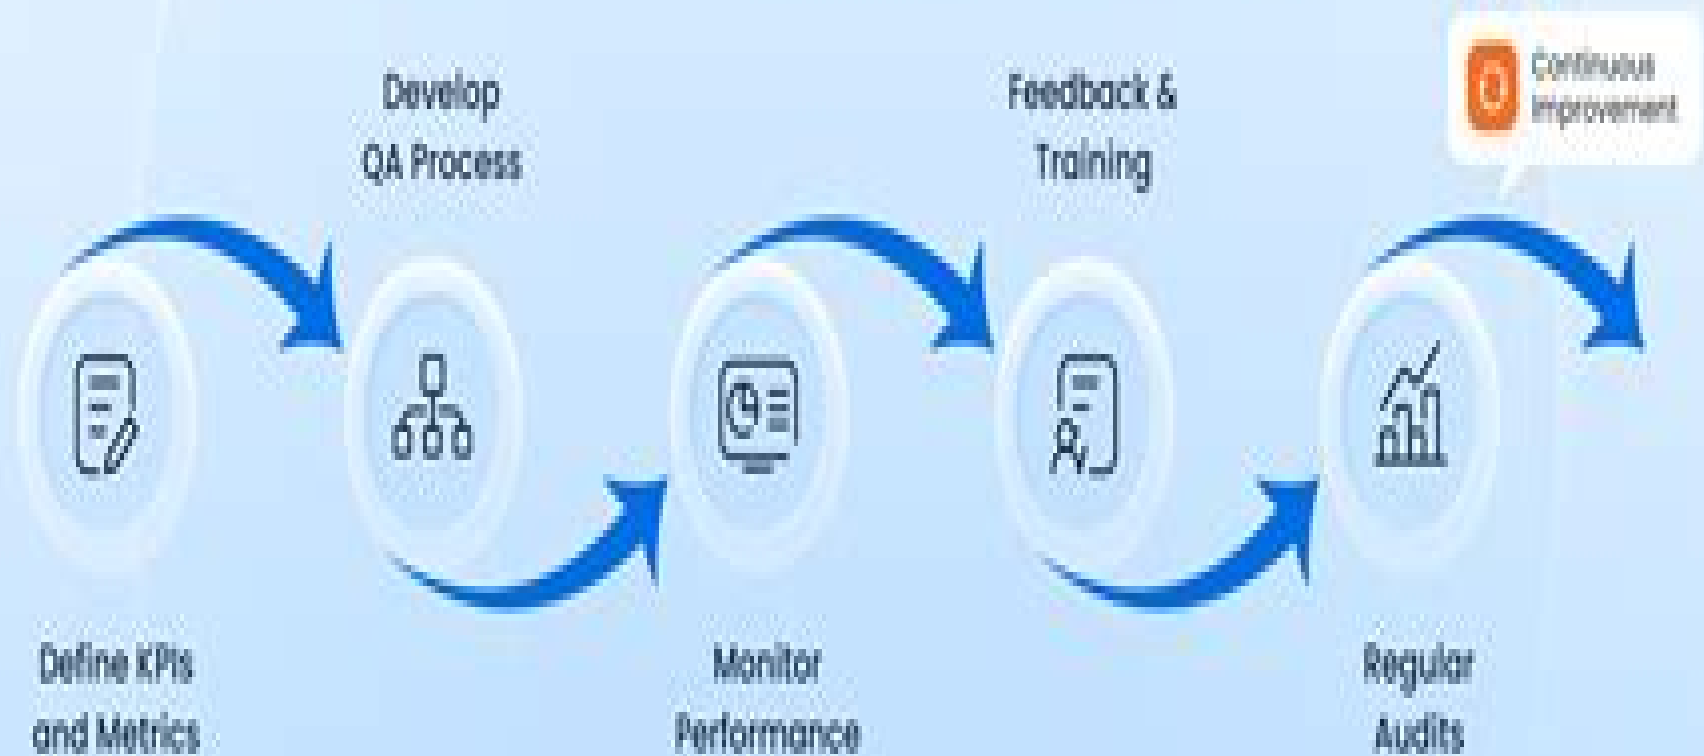 Develop
QA Process
Feedback &
Training
Continuous
Improvement
Define KPIs
and Metrics
Monitor
Performance
Regular
Audits